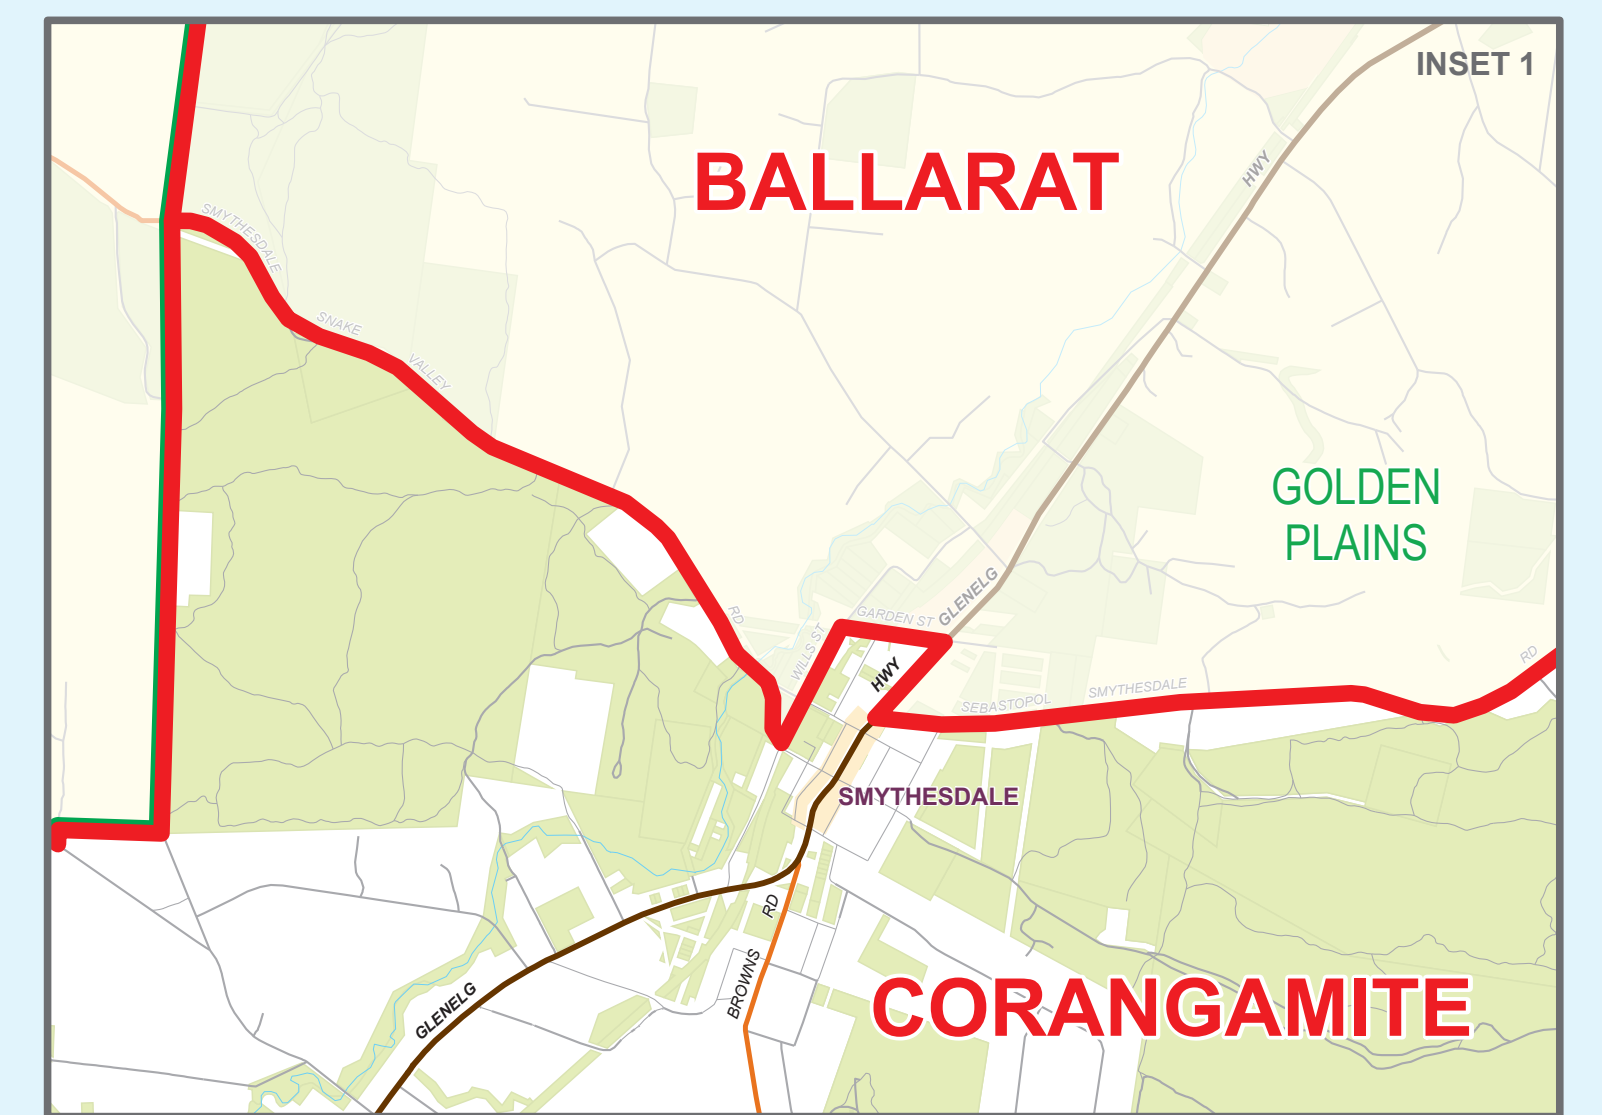 INSET 1
BALLARAT
HWY
SMYTHESDALE
SNAKE
VALLEY
RD
GOLDEN
PLAINS
GLENELG
GARDEN ST
WILLS ST
HWY
RD
SMYTHESDALE
SEBASTOPOL
SMYTHESDALE
RD
BROWNS
GLENELG
CORANGAMITE